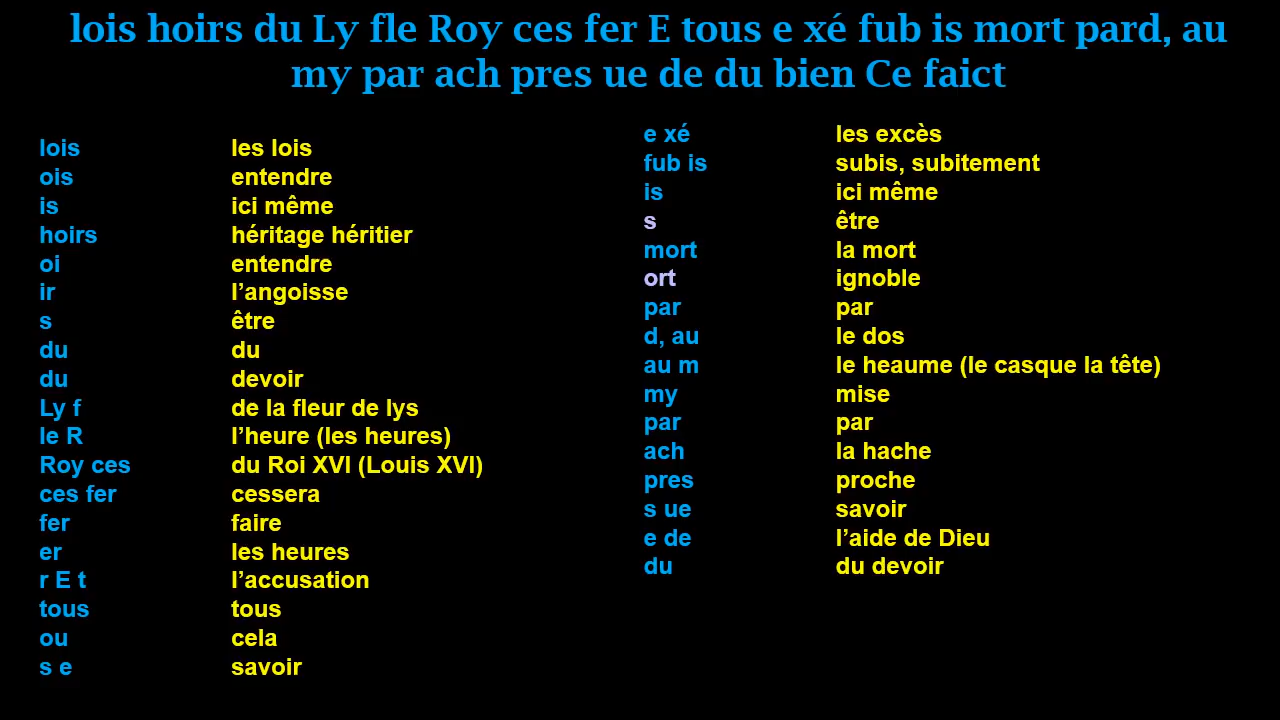 lois hoirs du Ly fle Roy ces fer E tous e xé fub is mort pard, au
my par ach pres ue de du bien Ce faict
lois les lois
ois entendre
is ici même
hoirs héritage héritier
oi entendre
ir l’angoisse
s être
du du
du devoir
Ly f de la fleur de lys
le R l’heure (les heures)
Roy ces du Roi XVI (Louis XVI)
ces fer cessera
fer faire
er les heures
r E t l’accusation
tous tous
ou cela
s e savoir
e xé les excès
fub is subis, subitement
is ici même
s être
mort la mort
ort ignoble
par par
d, au le dos
au m le heaume (le casque la tête)
my mise
par par
ach la hache
pres proche
s ue savoir
e de l’aide de Dieu
du du devoir